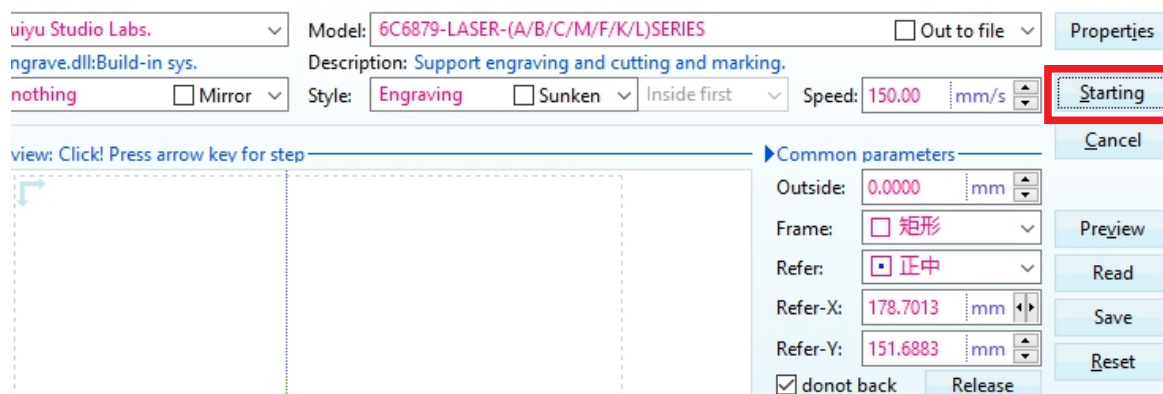 uiyu Studio Labs. Model: 6C6879-LASER-(A/B/C/M/F/K/L)SERIES Out to file Properties
ngrave.dll:Build-in sys. Description: Support engraving and cutting and marking.
nothing Mirror Style: Engraving Sunken Inside first Speed: 150.00 mm/s Starting
Cancel
view: Click! Press arrow key for step Common parameters
Outside: 0.0000 mm
Frame: 矩形 Preview
Refer: 正中 Read
Refer-X: 178.7013 mm Save
Refer-Y: 151.6883 mm Reset
donot back Release